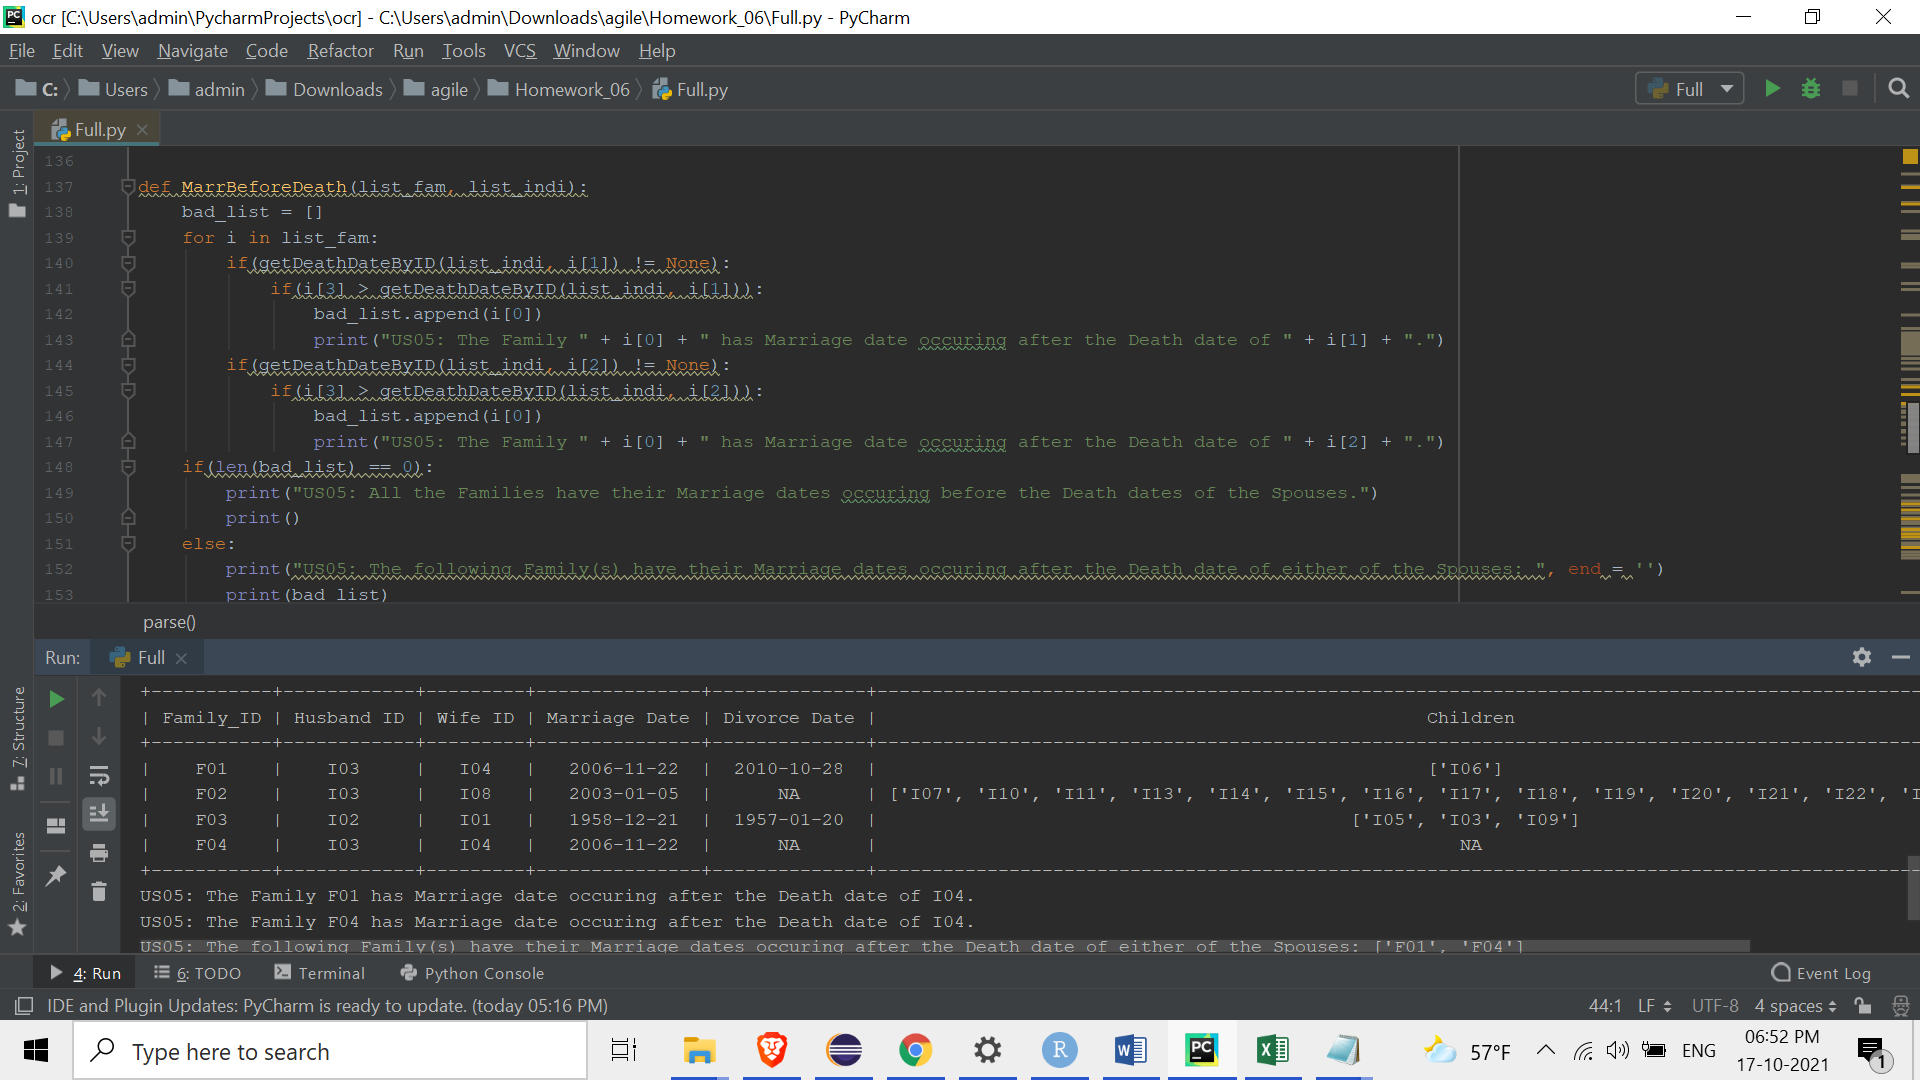 ocr [C:\Users\admin\PycharmProjects\ocr] - C:\Users\admin\Downloads\agile\Homework_06\Full.py - PyCharm
File Edit View Navigate Code Refactor Run Tools VCS Window Help
C: Users admin Downloads agile Homework_06 Full.py Full
1: Project
Full.py
136
137 def MarrBeforeDeath(list_fam, list_indi):
138     bad_list = []
139     for i in list_fam:
140         if(getDeathDateByID(list_indi, i[1]) != None):
141             if(i[3] > getDeathDateByID(list_indi, i[1])):
142                 bad_list.append(i[0])
143                 print("US05: The Family " + i[0] + " has Marriage date occuring after the Death date of " + i[1] + ".")
144         if(getDeathDateByID(list_indi, i[2]) != None):
145             if(i[3] > getDeathDateByID(list_indi, i[2])):
146                 bad_list.append(i[0])
147                 print("US05: The Family " + i[0] + " has Marriage date occuring after the Death date of " + i[2] + ".")
148     if(len(bad_list) == 0):
149         print("US05: All the Families have their Marriage dates occuring before the Death dates of the Spouses.")
150         print()
151     else:
152         print("US05: The following Family(s) have their Marriage dates occuring after the Death date of either of the Spouses: ", end = '')
153         print(bad_list)
parse()
Run: Full
7: Structure
2: Favorites
| Family_ID | Husband ID | Wife ID | Marriage Date | Divorce Date | Children
| F01 | I03 | I04 | 2006-11-22 | 2010-10-28 | ['I06']
| F02 | I03 | I08 | 2003-01-05 | NA | ['I07', 'I10', 'I11', 'I13', 'I14', 'I15', 'I16', 'I17', 'I18', 'I19', 'I20', 'I21', 'I22', 'I
| F03 | I02 | I01 | 1958-12-21 | 1957-01-20 | ['I05', 'I03', 'I09']
| F04 | I03 | I04 | 2006-11-22 | NA | NA
US05: The Family F01 has Marriage date occuring after the Death date of I04.
US05: The Family F04 has Marriage date occuring after the Death date of I04.
US05: The following Family(s) have their Marriage dates occuring after the Death date of either of the Spouses: ['F01', 'F04']
4: Run 6: TODO Terminal Python Console Event Log
IDE and Plugin Updates: PyCharm is ready to update. (today 05:16 PM) 44:1 LF UTF-8 4 spaces
Type here to search 57°F ENG 06:52 PM
17-10-2021
1